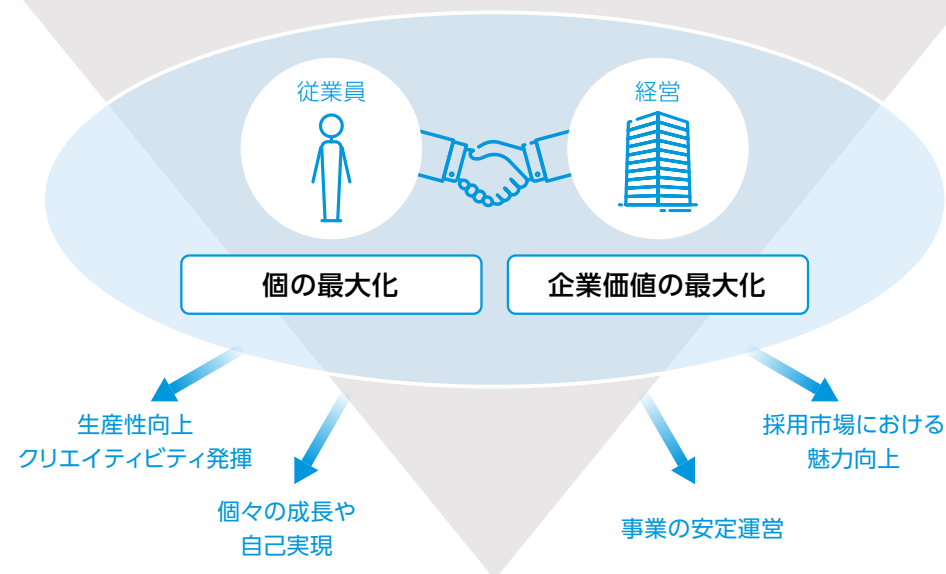 従業員
経営
個の最大化
企業価値の最大化
生産性向上
クリエイティビティ発揮
個々の成長や
自己実現
事業の安定運営
採用市場における
魅力向上